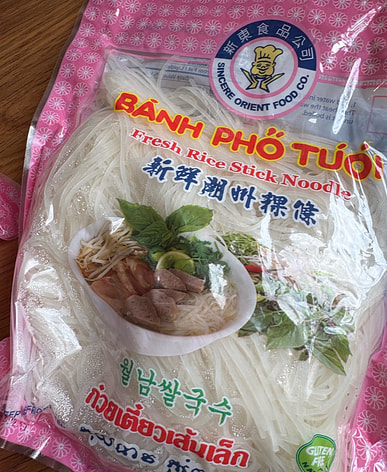 新東食品公司
SINCERE ORIENT FOOD CO.
BÁNH PHỞ TƯƠI
Fresh Rice Stick Noodle
新鮮潮州粿條
월남쌀국수
ก๋วยเตี๋ยวเส้นเล็ก
GLUTEN